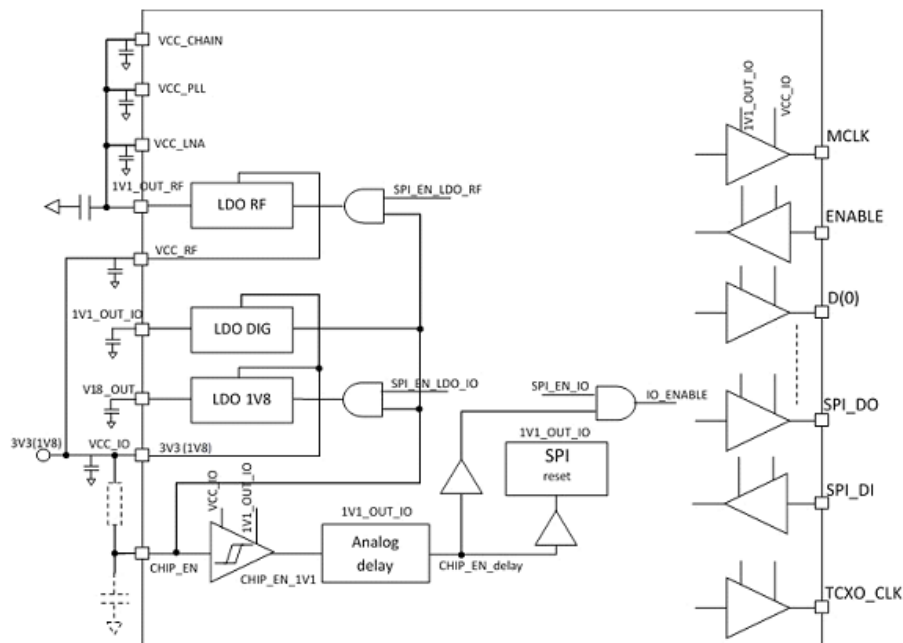 VCC_CHAIN
VCC_PLL
VCC_LNA
1V1_OUT_RF
LDO RF
SPI_EN_LDO_RF
VCC_RF
1V1_OUT_IO
LDO DIG
V18_OUT
LDO 1V8
SPI_EN_LDO_IO
3V3(1V8)
VCC_IO
3V3 (1V8)
VCC_IO
1V1_OUT_IO
CHIP_EN
CHIP_EN_1V1
1V1_OUT_IO
Analog
delay
CHIP_EN_delay
SPI_EN_IO
IO_ENABLE
1V1_OUT_IO
SPI
reset
1V1_OUT_IO
VCC_IO
MCLK
ENABLE
D(0)
SPI_DO
SPI_DI
TCXO_CLK